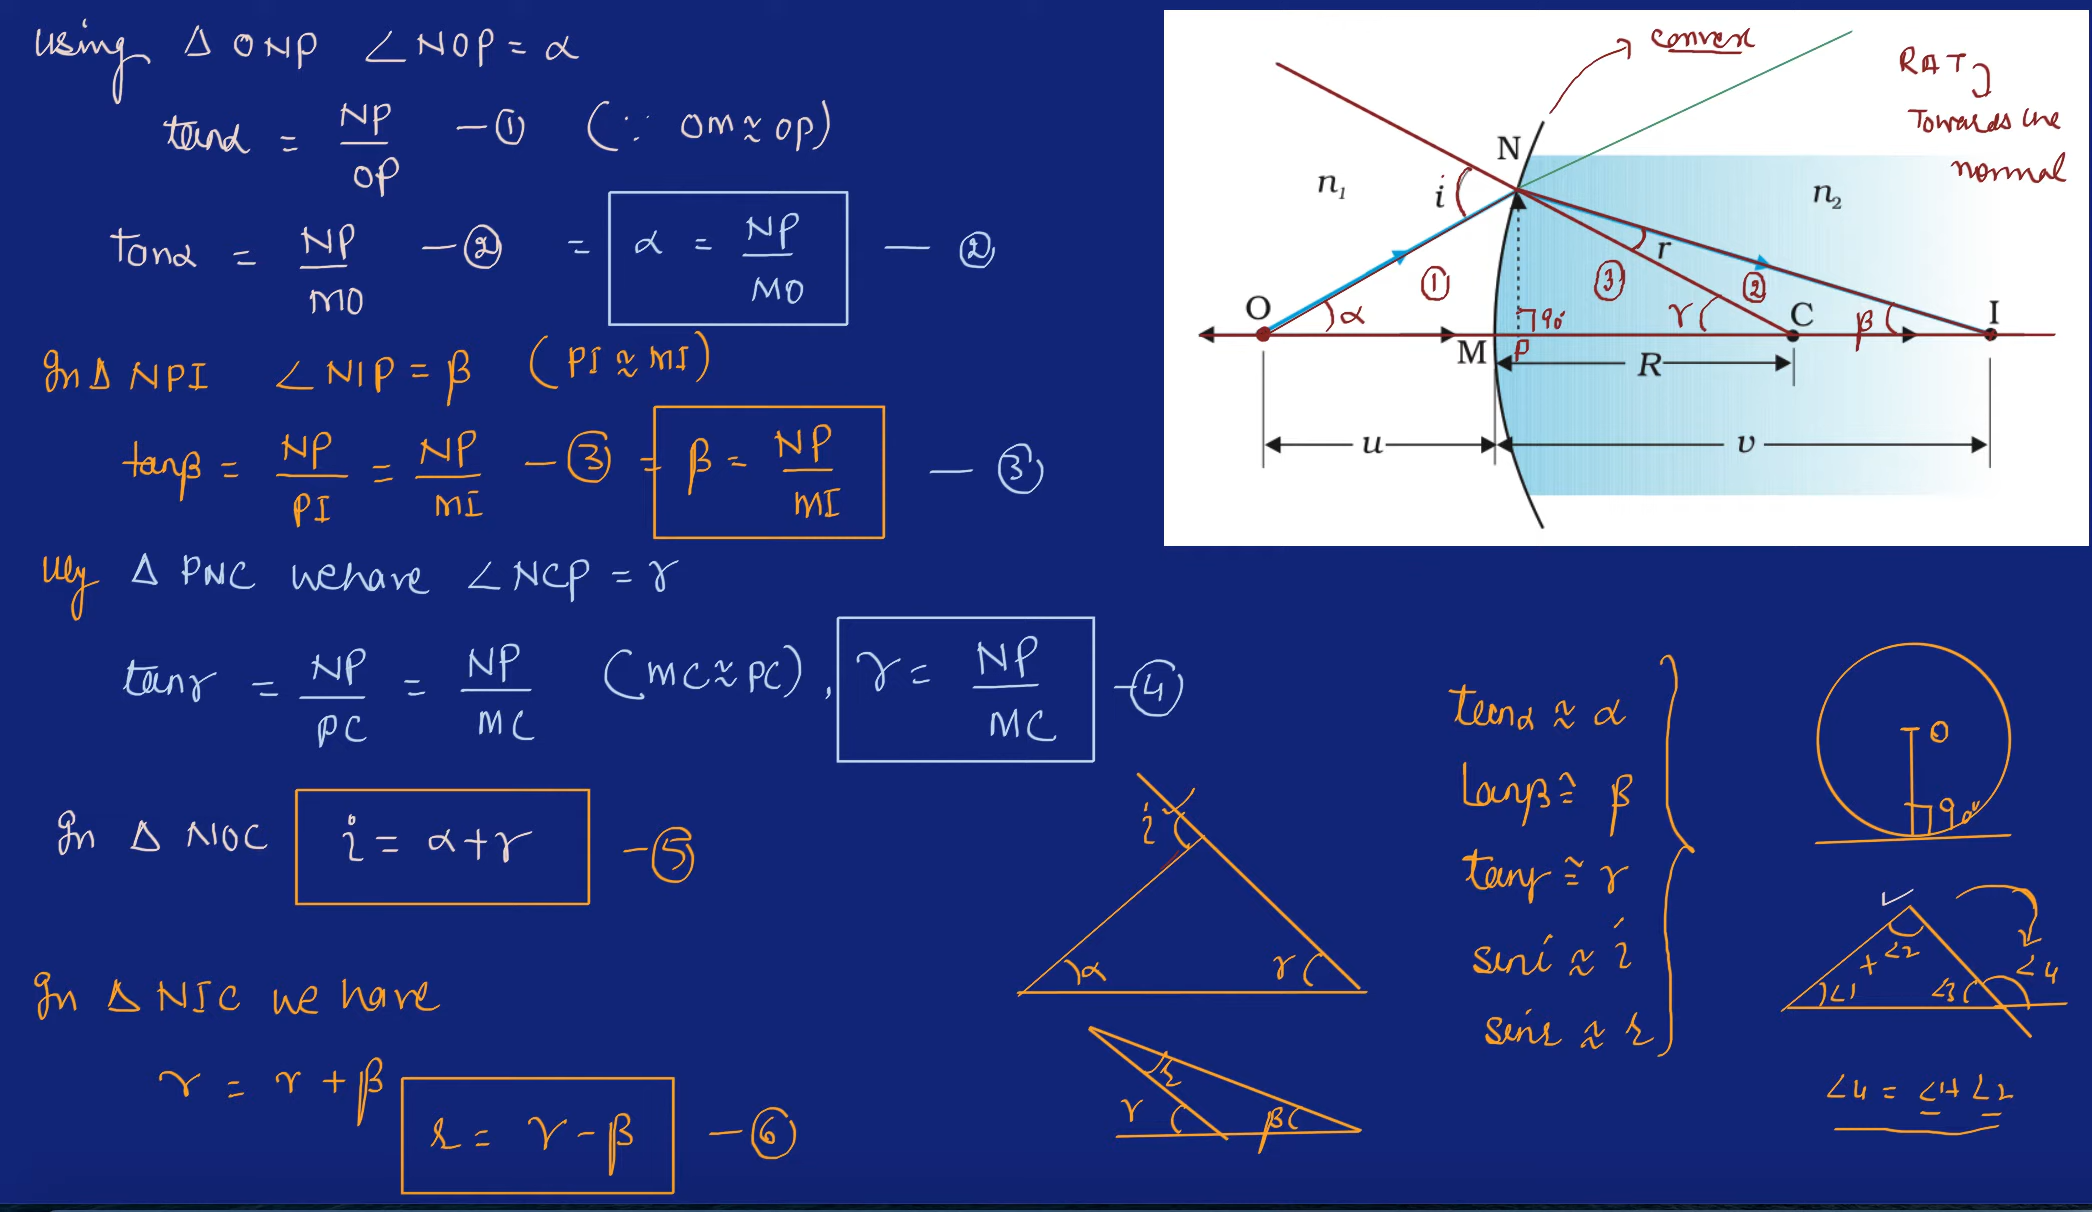 using Δ ONP ∠NOP = α
tanα = NP/OP - ① (∵ OM ≈ OP)
tanα = NP/MO - ② = α = NP/MO - ②
In Δ NPI ∠NIP = β (PI ≈ MI)
tanβ = NP/PI = NP/MI - ③ = β = NP/MI - ③
llly Δ PNC we have ∠NCP = γ
tanγ = NP/PC = NP/MC (MC ≈ PC), γ = NP/MC - ④
In Δ NOC i = α + γ - ⑤
In Δ NIC we have
γ = r + β
r = γ - β - ⑥
convex
RAT
Towards the
normal
N
n₁
i
n₂
r
①
③
②
O
α
90°
γ
C
β
I
M
P
R
u
v
tanα ≈ α
tanβ ≅ β
tanγ ≅ γ
sini ≈ i
sinr ≈ r
i
α
γ
r
γ
β
O
90°
∠1
+
∠2
∠3
∠4
∠4 = ∠1 + ∠2